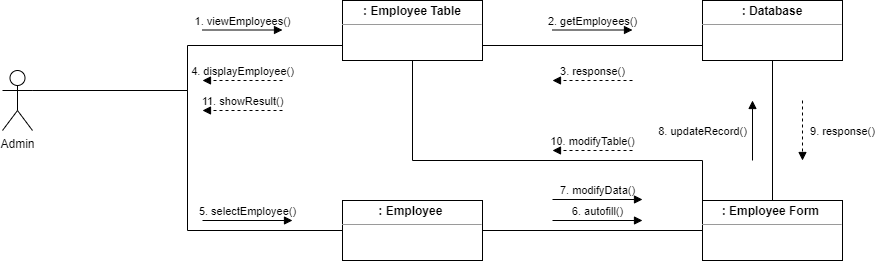 : Employee Table
: Database
1. viewEmployees()
2. getEmployees()
4. displayEmployee()
3. response()
11. showResult()
8. updateRecord()
9. response()
Admin
10. modifyTable()
7. modifyData()
5. selectEmployee()
: Employee
6. autofill()
: Employee Form